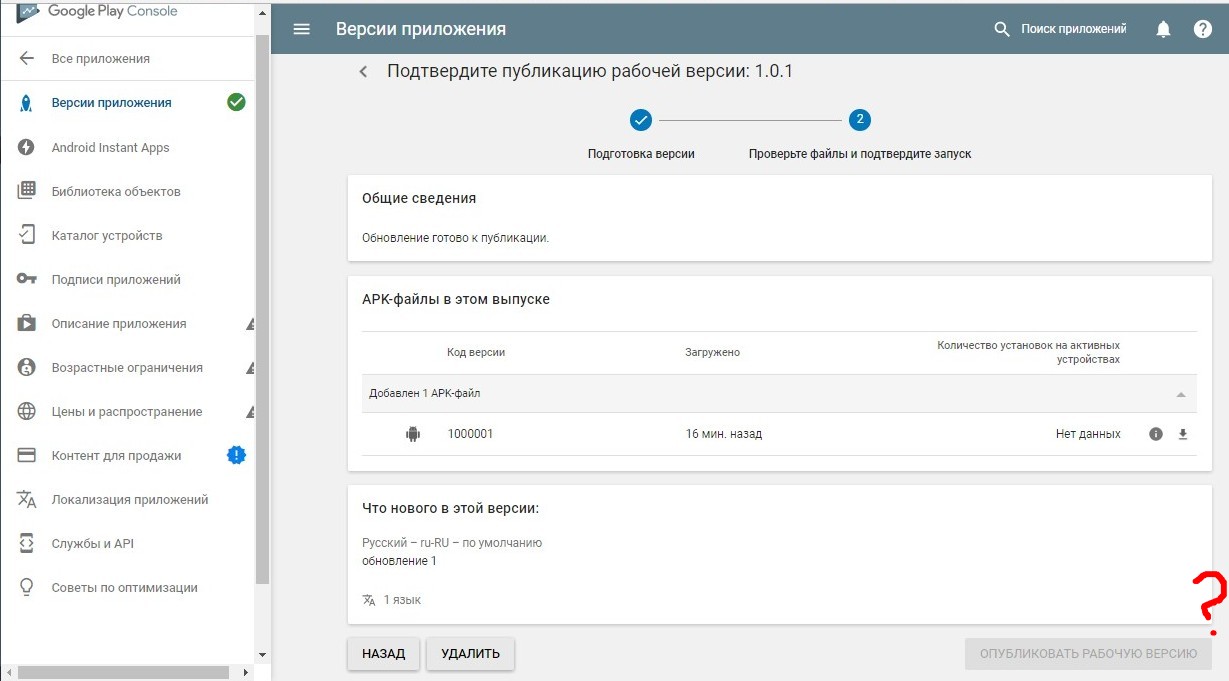 Google Play Console
Все приложения
Версии приложения
Android Instant Apps
Библиотека объектов
Каталог устройств
Подписи приложений
Описание приложения
Возрастные ограничения
Цены и распространение
Контент для продажи
Локализация приложений
Службы и API
Советы по оптимизации
Версии приложения
Поиск приложений
Подтвердите публикацию рабочей версии: 1.0.1
2
Подготовка версии
Проверьте файлы и подтвердите запуск
Общие сведения
Обновление готово к публикации.
APK-файлы в этом выпуске
Код версии
Загружено
Количество установок на активных
устройствах
Добавлен 1 APK-файл
1000001
16 мин. назад
Нет данных
Что нового в этой версии:
Русский – ru-RU – по умолчанию
обновление 1
1 язык
?
НАЗАД
УДАЛИТЬ
ОПУБЛИКОВАТЬ РАБОЧУЮ ВЕРСИЮ